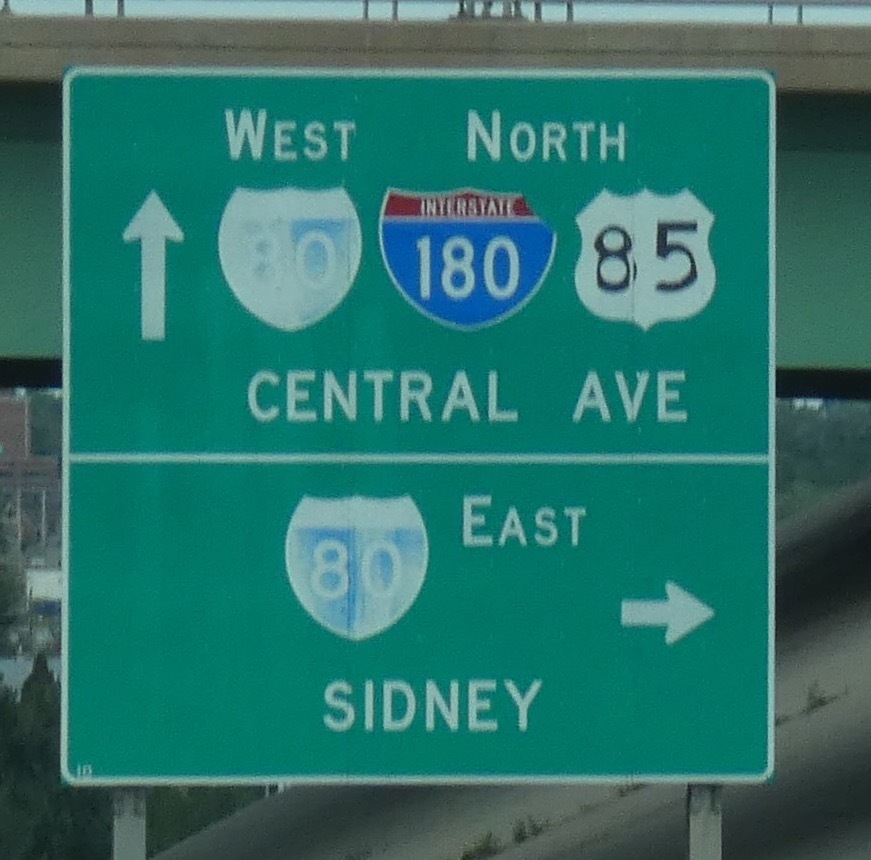 WEST NORTH
80 INTERSTATE 180 85
CENTRAL AVE
80 EAST
SIDNEY